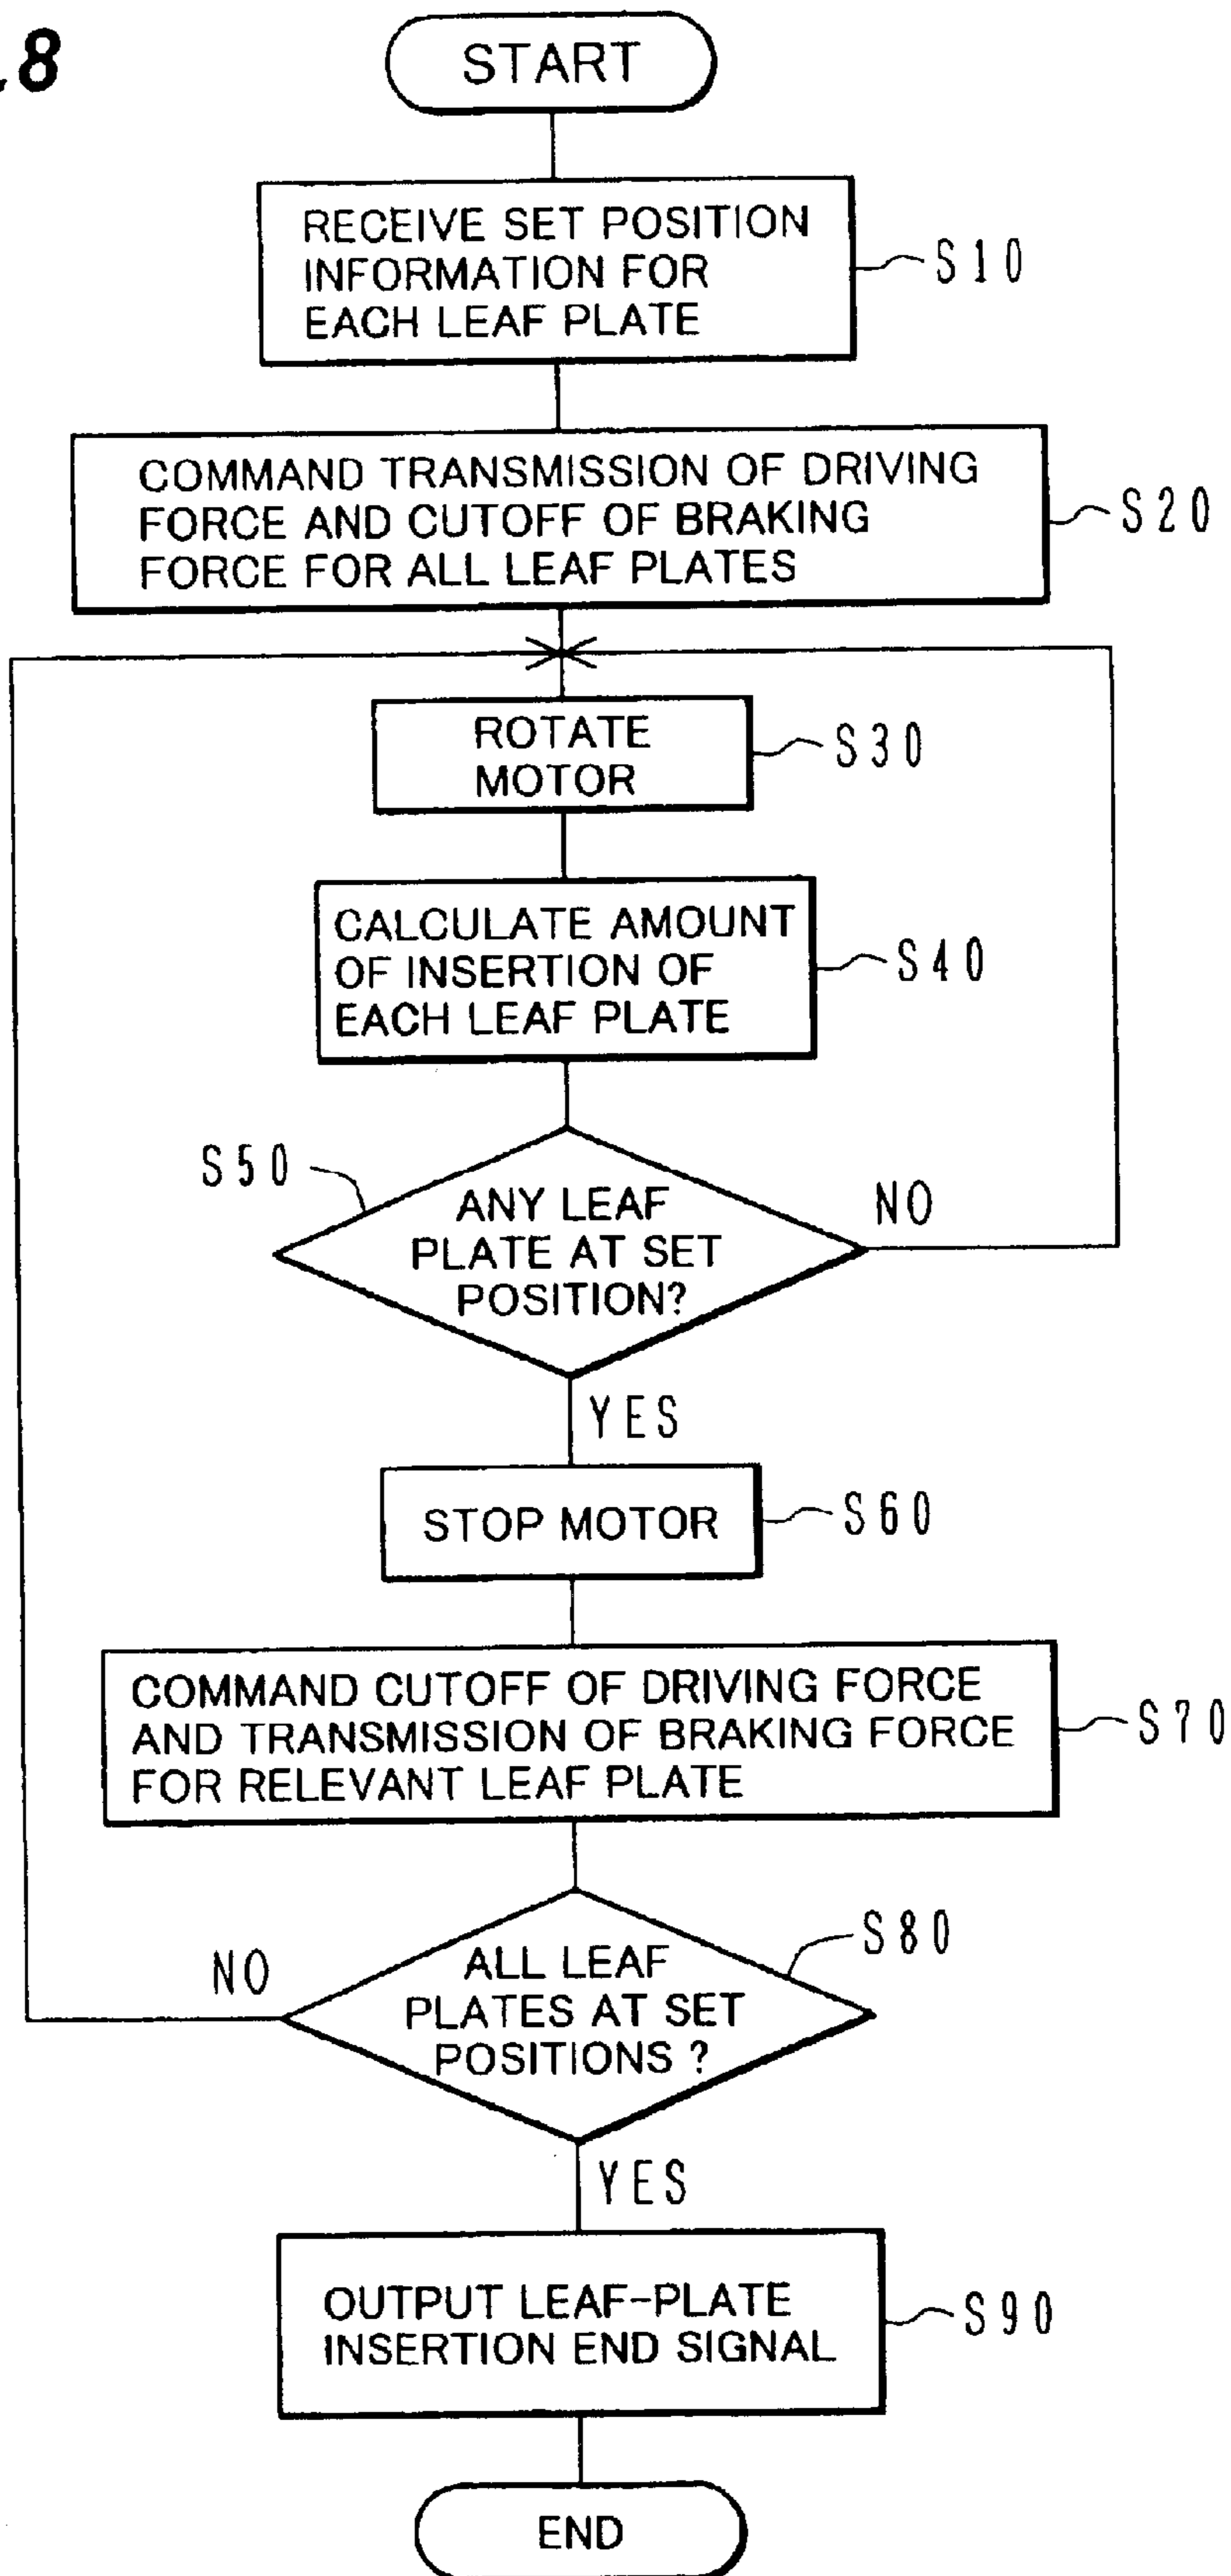 8
START
RECEIVE SET POSITION
INFORMATION FOR
EACH LEAF PLATE
S10
COMMAND TRANSMISSION OF DRIVING
FORCE AND CUTOFF OF BRAKING
FORCE FOR ALL LEAF PLATES
S20
ROTATE
MOTOR
S30
CALCULATE AMOUNT
OF INSERTION OF
EACH LEAF PLATE
S40
S50
ANY LEAF
PLATE AT SET
POSITION?
NO
YES
STOP MOTOR
S60
COMMAND CUTOFF OF DRIVING FORCE
AND TRANSMISSION OF BRAKING FORCE
FOR RELEVANT LEAF PLATE
S70
S80
NO
ALL LEAF
PLATES AT SET
POSITIONS ?
YES
OUTPUT LEAF-PLATE
INSERTION END SIGNAL
S90
END